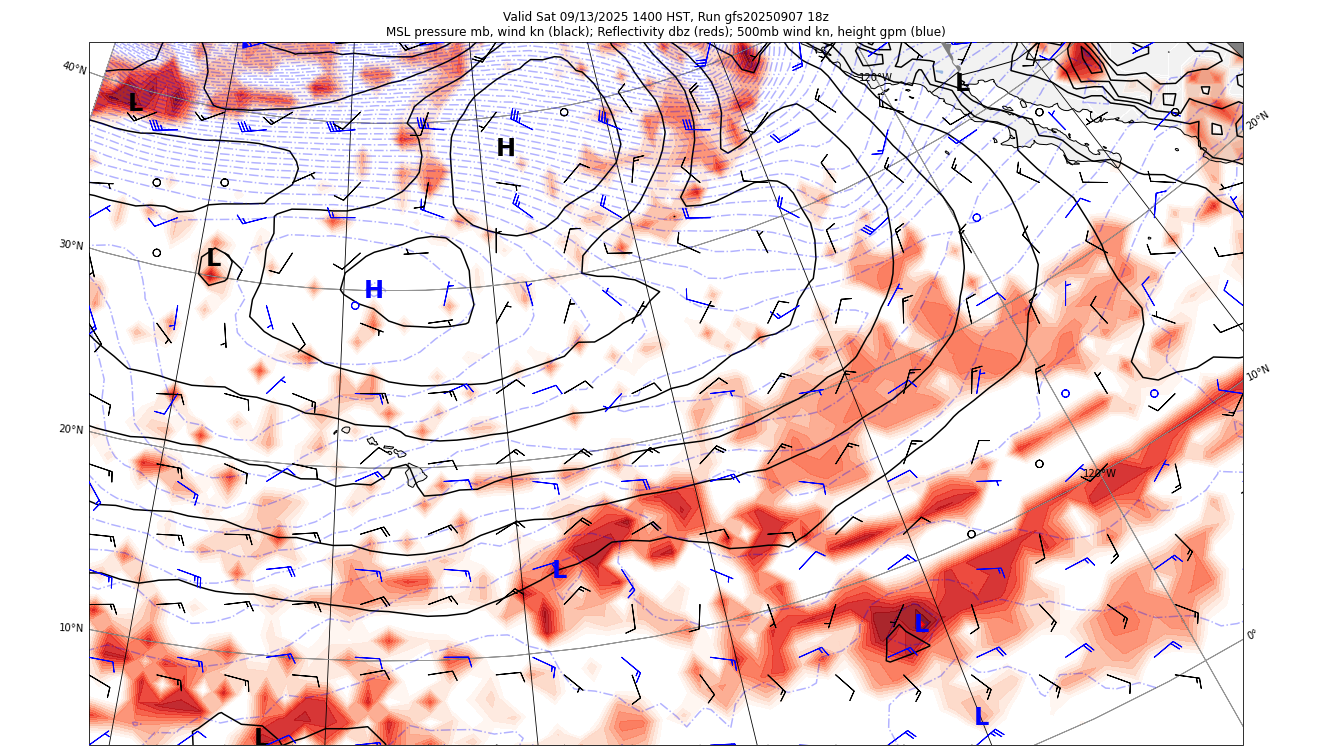 Valid Sat 09/13/2025 1400 HST, Run gfs20250907 18z
MSL pressure mb, wind kn (black); Reflectivity dbz (reds); 500mb wind kn, height gpm (blue)
40°N
120°W
L
L
20°N
H
30°N
L
H
10°N
20°N
120°W
L
10°N
L
0°
L
L